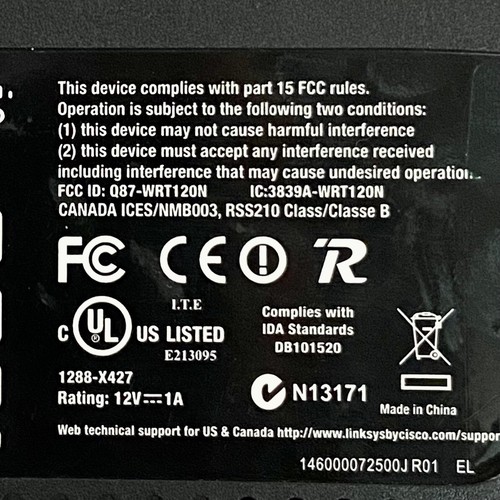 This device complies with part 15 FCC rules.
Operation is subject to the following two conditions:
(1) this device may not cause harmful interference
(2) this device must accept any interference received
including interference that may cause undesired operation.
FCC ID: Q87-WRT120N IC:3839A-WRT120N
CANADA ICES/NMB003, RSS210 Class/Classe B
FC CE R
I.T.E
C UL ® US LISTED
E213095
Complies with
IDA Standards
DB101520
1288-X427
Rating: 12V⎓1A
N13171
Made in China
Web technical support for US & Canada http://www.linksysbycisco.com/suppor
146000072500J R01 EL